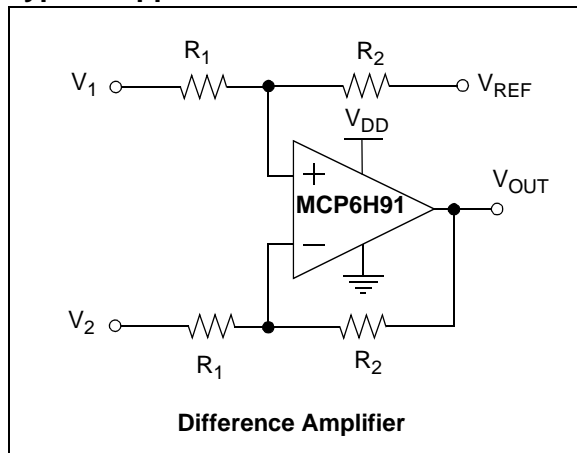 R1
R2
V1
VREF
VDD
+
MCP6H91
VOUT
−
V2
R1
R2
Difference Amplifier